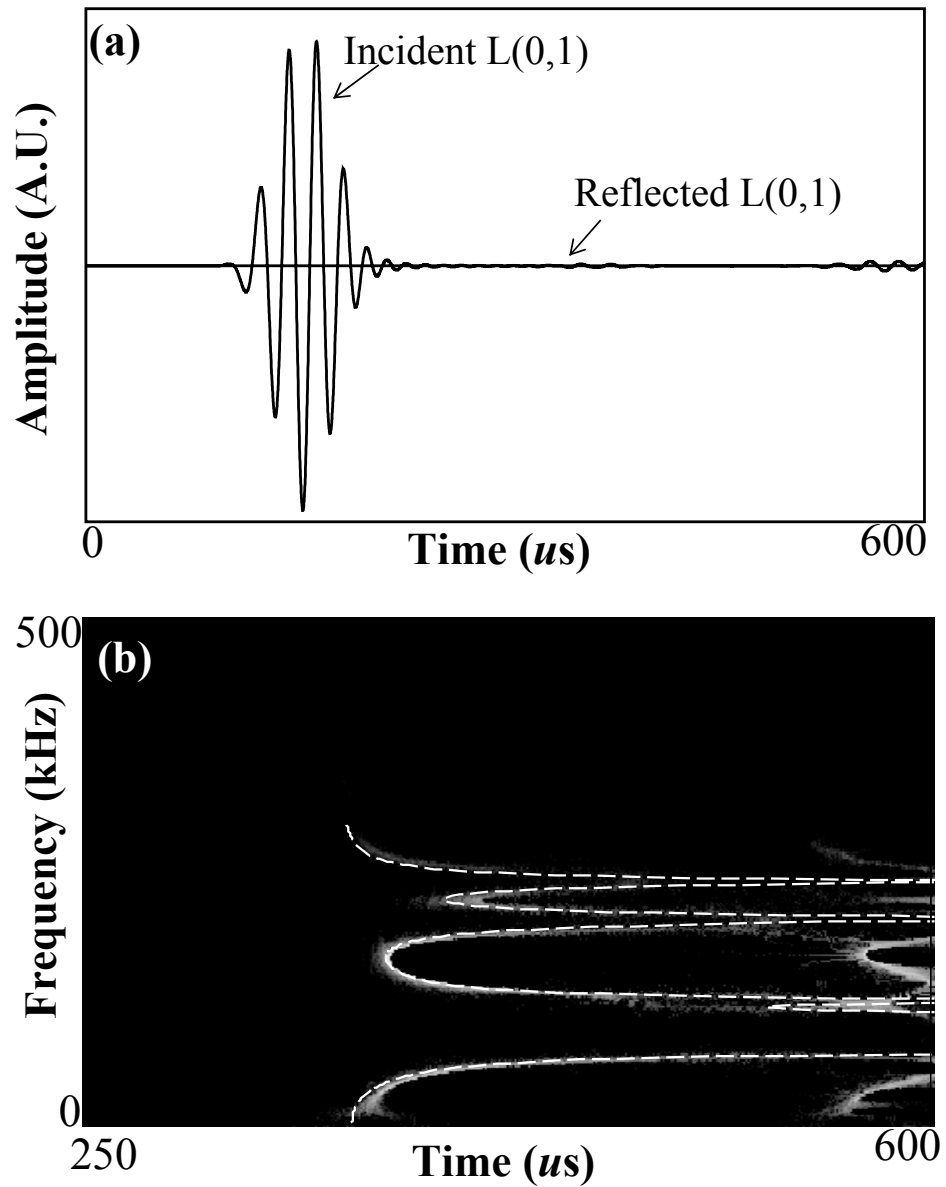 (a)
Incident L(0,1)
Reflected L(0,1)
Amplitude (A.U.)
0
Time (us)
600
500
(b)
Frequency (kHz)
0
250
Time (us)
600